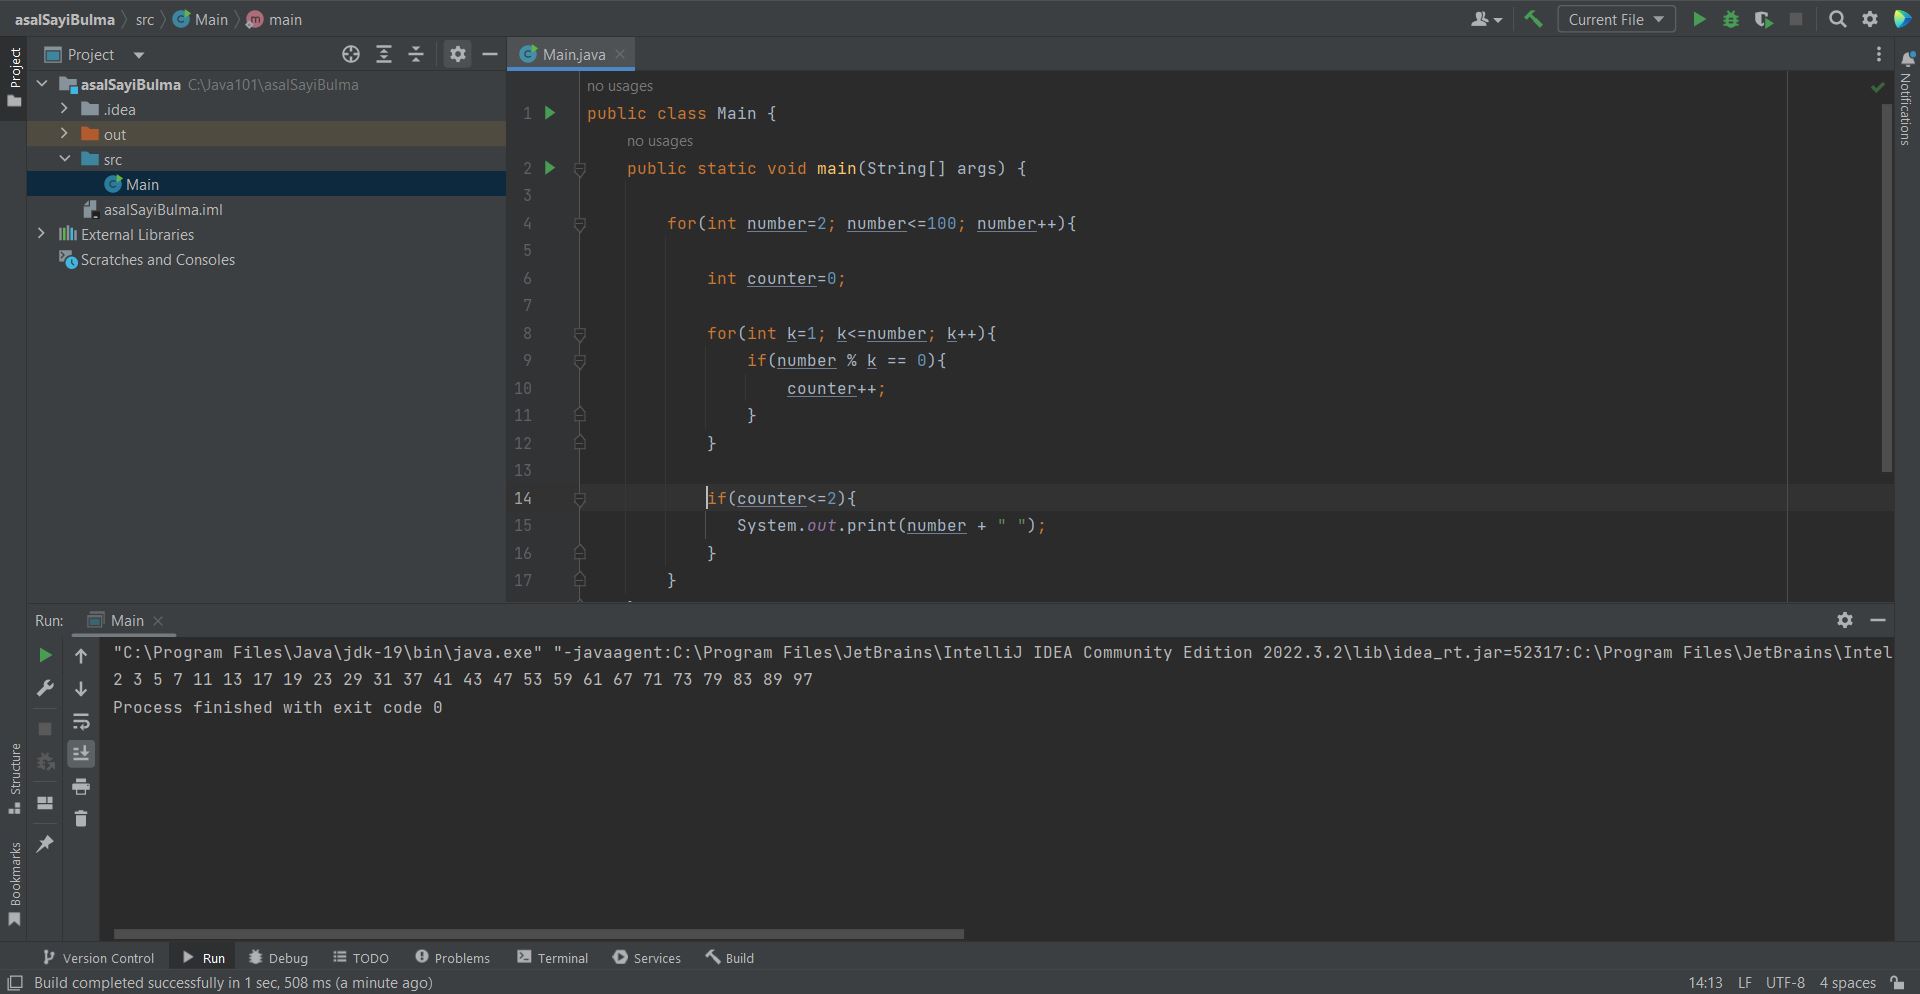 asalSayiBulma src Main main
Current File
Project
Main.java
Project
Notifications
asalSayiBulma C:\Java101\asalSayiBulma
.idea
out
src
Main
asalSayiBulma.iml
External Libraries
Scratches and Consoles
no usages
1 public class Main {
no usages
2 public static void main(String[] args) {
3
4 for(int number=2; number<=100; number++){
5
6 int counter=0;
7
8 for(int k=1; k<=number; k++){
9 if(number % k == 0){
10 counter++;
11 }
12 }
13
14 if(counter<=2){
15 System.out.print(number + " ");
16 }
17 }
Run: Main
"C:\Program Files\Java\jdk-19\bin\java.exe" "-javaagent:C:\Program Files\JetBrains\IntelliJ IDEA Community Edition 2022.3.2\lib\idea_rt.jar=52317:C:\Program Files\JetBrains\Intel
2 3 5 7 11 13 17 19 23 29 31 37 41 43 47 53 59 61 67 71 73 79 83 89 97
Process finished with exit code 0
Structure
Bookmarks
Version Control Run Debug TODO Problems Terminal Services Build
Build completed successfully in 1 sec, 508 ms (a minute ago)
14:13 LF UTF-8 4 spaces